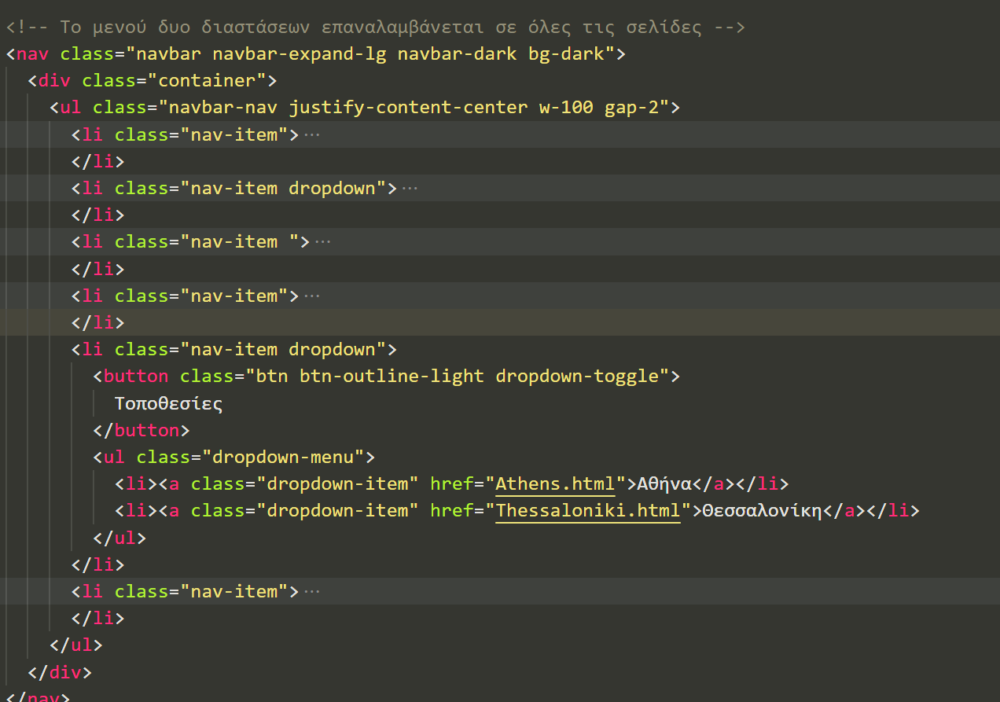 <!-- Το μενού δυο διαστάσεων επαναλαμβάνεται σε όλες τις σελίδες -->
<nav class="navbar navbar-expand-lg navbar-dark bg-dark">
<div class="container">
<ul class="navbar-nav justify-content-center w-100 gap-2">
<li class="nav-item">···
</li>
<li class="nav-item dropdown">···
</li>
<li class="nav-item ">···
</li>
<li class="nav-item">···
</li>
<li class="nav-item dropdown">
<button class="btn btn-outline-light dropdown-toggle">
Τοποθεσίες
</button>
<ul class="dropdown-menu">
<li><a class="dropdown-item" href="Athens.html">Αθήνα</a></li>
<li><a class="dropdown-item" href="Thessaloniki.html">Θεσσαλονίκη</a></li>
</ul>
</li>
<li class="nav-item">···
</li>
</ul>
</div>
</nav>